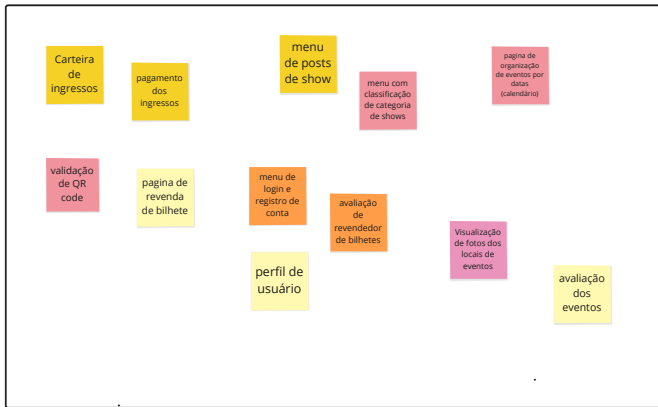 Carteira
de
ingressos
pagamento
dos
ingressos
menu
de posts
de show
menu com
classificação
de categoria
de shows
pagina de
organização
de eventos por
datas
(calendário)
validação
de QR
code
pagina de
revenda
de bilhete
menu de
login e
registro de
conta
avaliação
de
revendedor
de bilhetes
perfil de
usuário
Visualização
de fotos dos
locais de
eventos
avaliação
dos
eventos